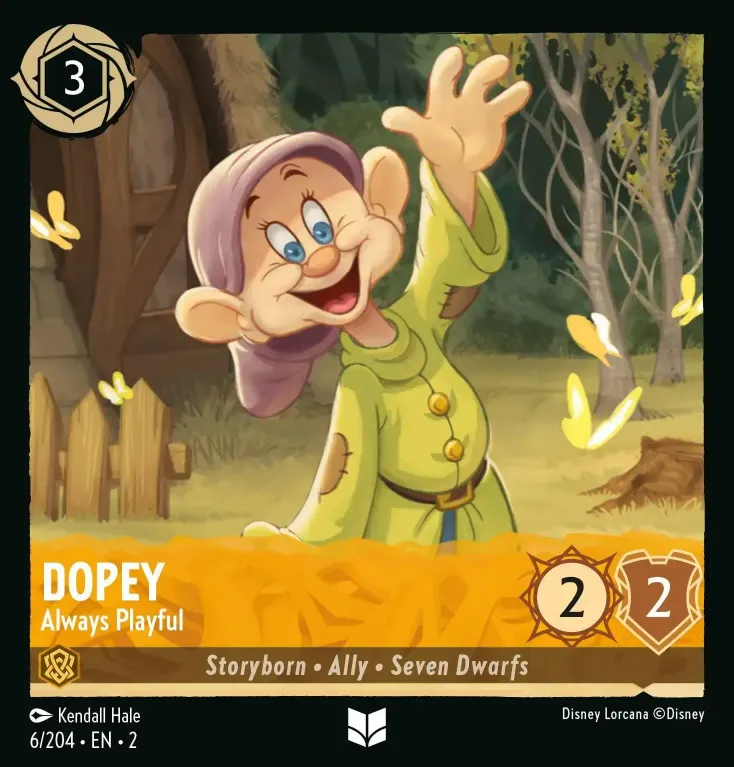 3
DOPEY
Always Playful
2 2
Storyborn • Ally • Seven Dwarfs
Kendall Hale
Disney Lorcana ©Disney
6/204 • EN • 2